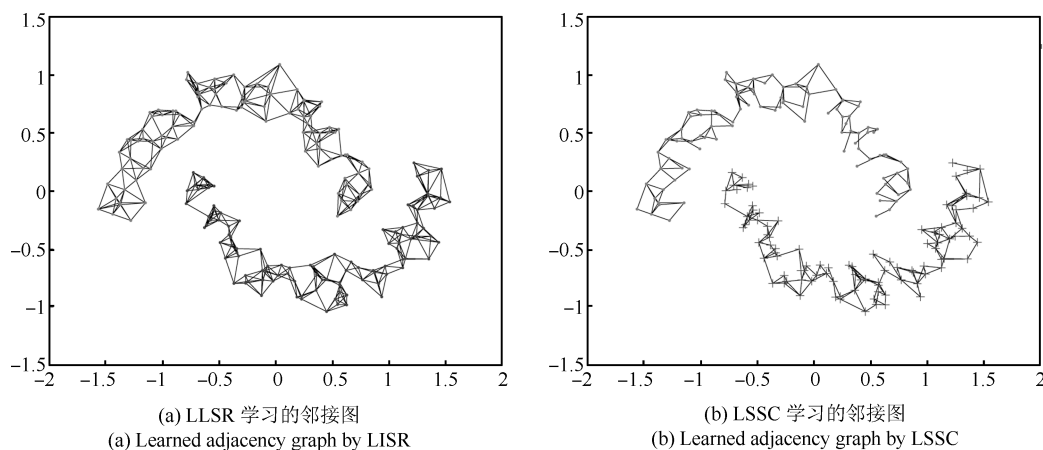 1.5
1
0.5
0
−0.5
−1
−1.5
−2 −1.5 −1 −0.5 0 0.5 1 1.5 2
(a) LLSR 学习的邻接图
(a) Learned adjacency graph by LISR
1.5
1
0.5
0
−0.5
−1
−1.5
−2 −1.5 −1 −0.5 0 0.5 1 1.5 2
(b) LSSC 学习的邻接图
(b) Learned adjacency graph by LSSC